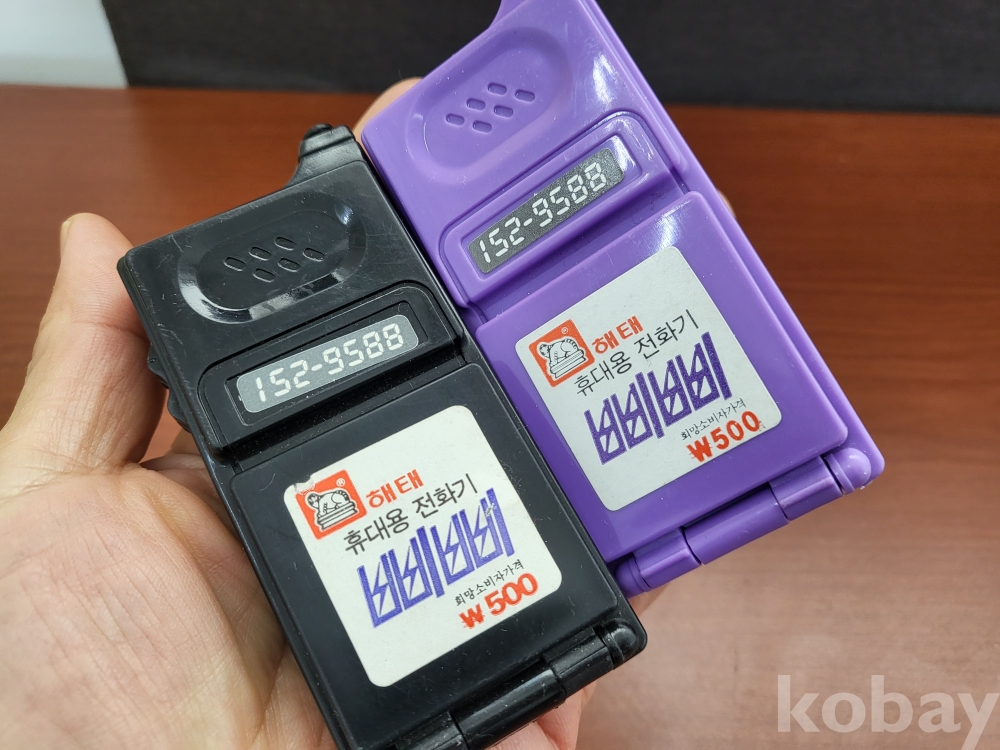 152-9588
해태
휴대용 전화기
삐삐
희망소비자가격
₩500
152-9588
해태
휴대용 전화기
삐삐
희망소비자가격
₩500
kobay